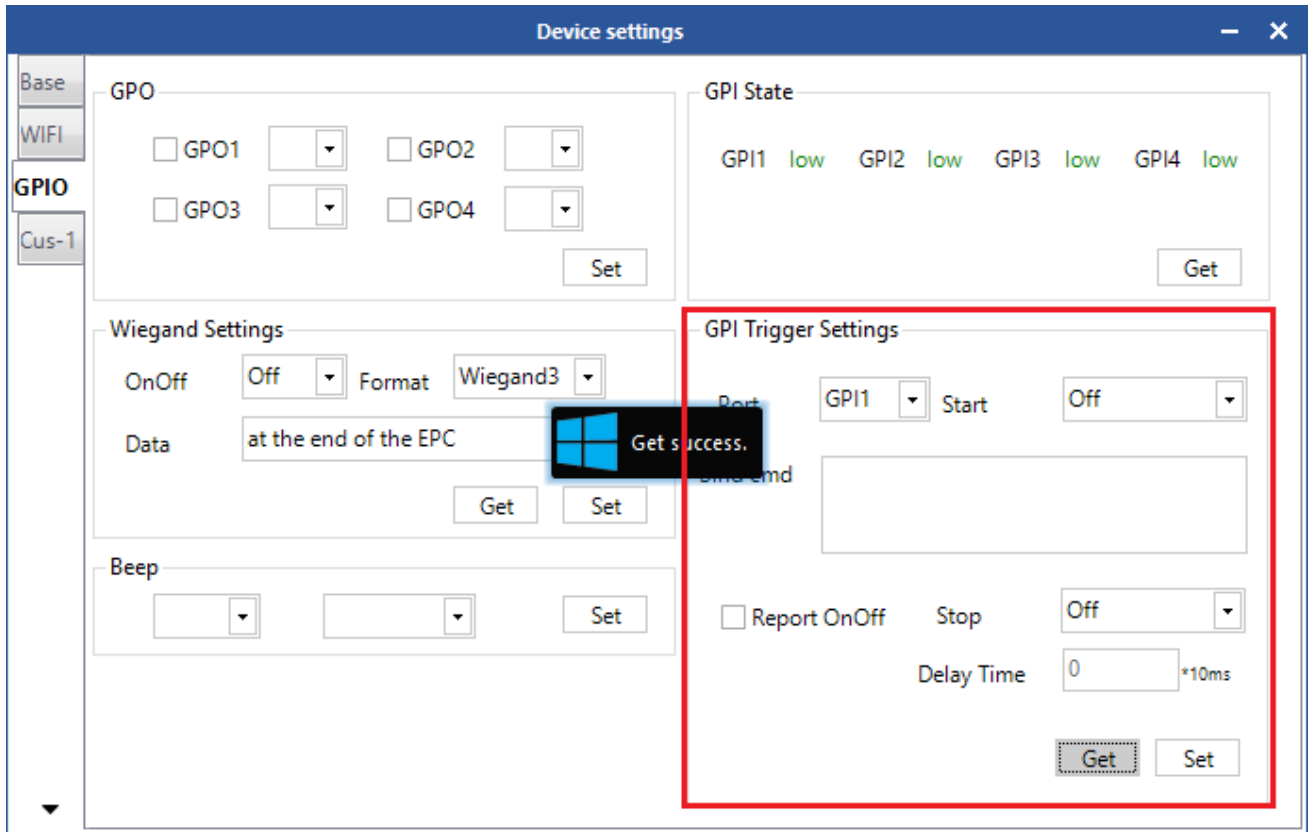 Device settings
Base
WIFI
GPIO
Cus-1
GPO
GPO1 GPO2
GPO3 GPO4
Set
GPI State
GPI1 low GPI2 low GPI3 low GPI4 low
Get
Wiegand Settings
OnOff Off Format Wiegand3
Data at the end of the EPC
Get Set
Get success.
GPI Trigger Settings
Port GPI1 Start Off
cmd
Report OnOff Stop Off
Delay Time 0 *10ms
Get Set
Beep
Set